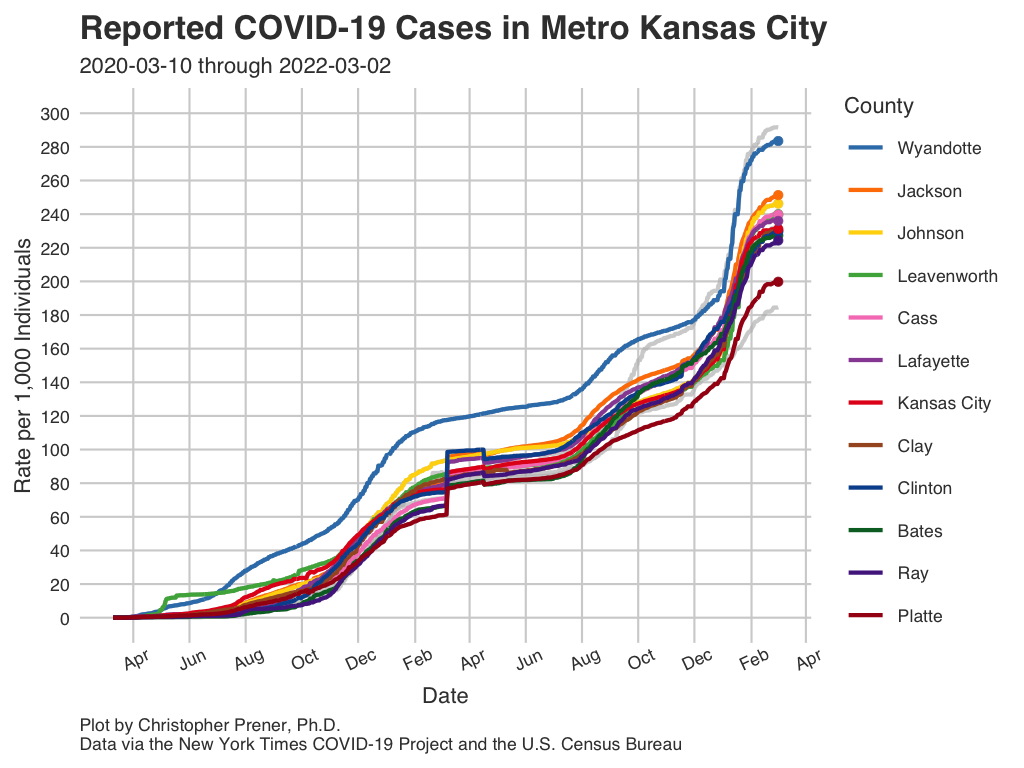 Reported COVID-19 Cases in Metro Kansas City
2020-03-10 through 2022-03-02
Rate per 1,000 Individuals
300
280
260
240
220
200
180
160
140
120
100
80
60
40
20
0
Apr Jun Aug Oct Dec Feb Apr Jun Aug Oct Dec Feb Apr
Date
County
Wyandotte
Jackson
Johnson
Leavenworth
Cass
Lafayette
Kansas City
Clay
Clinton
Bates
Ray
Platte
Plot by Christopher Prener, Ph.D.
Data via the New York Times COVID-19 Project and the U.S. Census Bureau